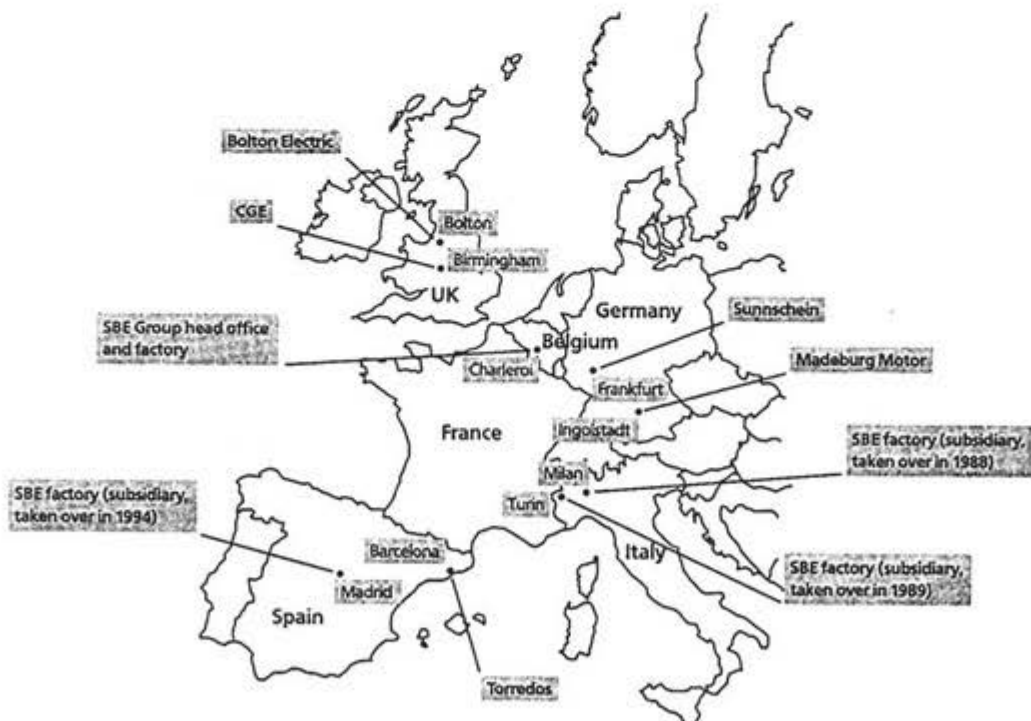 Bolton Electric
CGE
Bolton
Birmingham
UK
Germany
Sunnschein
SBE Group head office
and factory
Belgium
Charleroi
Madeburg Motor
Frankfurt
Ingolstadt
France
SBE factory (subsidiary,
taken over in 1988)
Milan
SBE factory (subsidiary,
taken over in 1994)
Turin
Barcelona
Italy
SBE factory (subsidiary,
taken over in 1989)
Madrid
Spain
Torredos